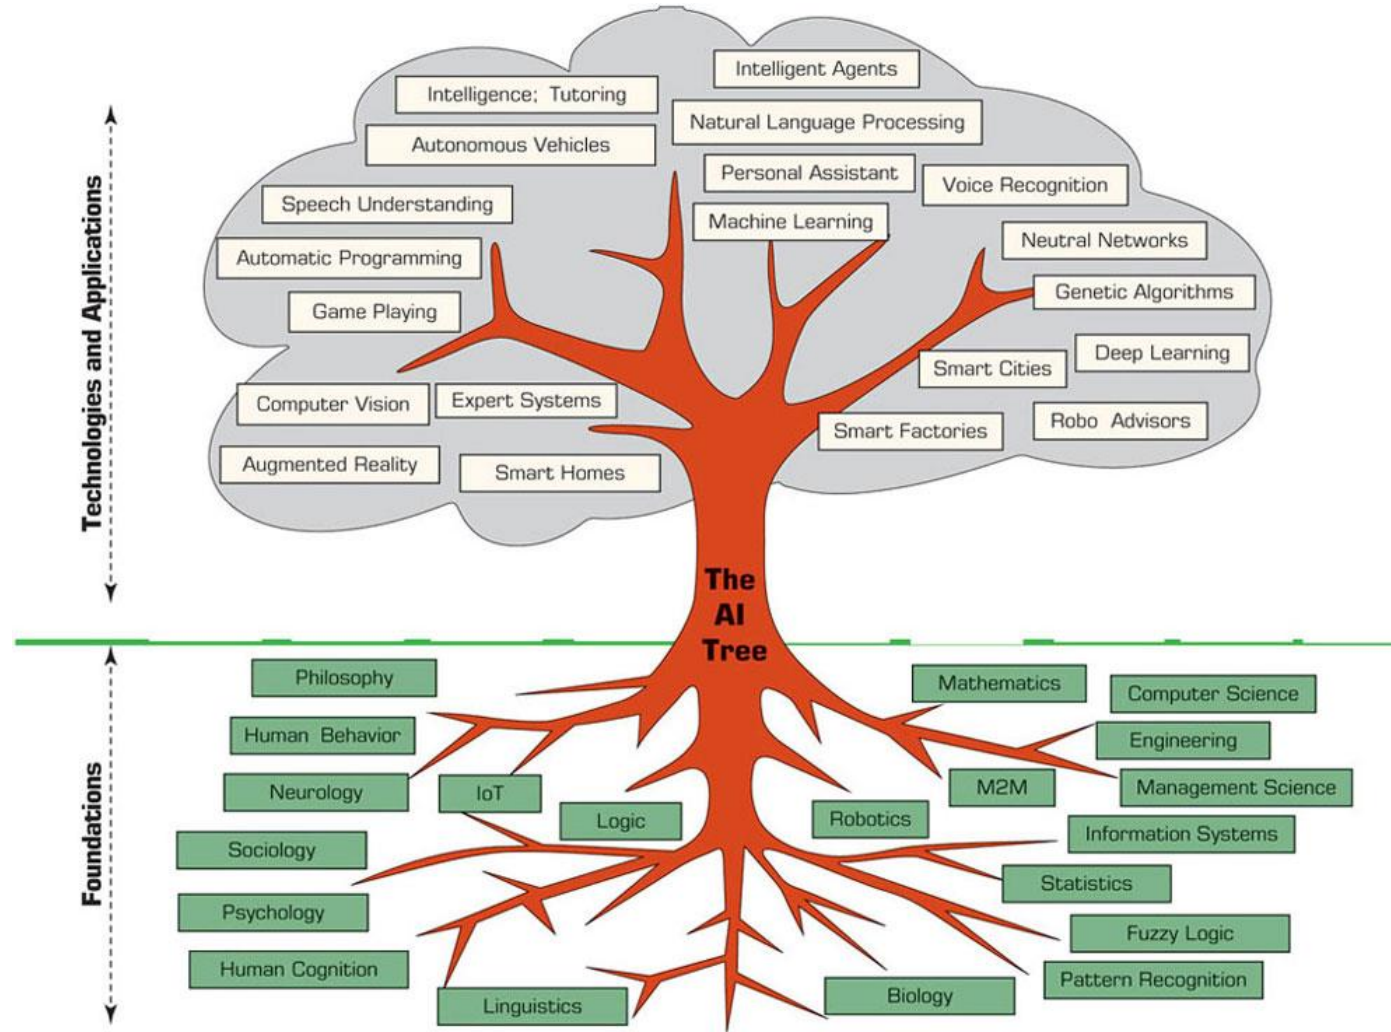 Intelligent Agents
Intelligence; Tutoring
Natural Language Processing
Autonomous Vehicles
Personal Assistant
Voice Recognition
Speech Understanding
Machine Learning
Neutral Networks
Automatic Programming
Genetic Algorithms
Game Playing
Deep Learning
Smart Cities
Computer Vision
Expert Systems
Robo Advisors
Smart Factories
Augmented Reality
Smart Homes
Technologies and Applications
The
AI
Tree
Foundations
Philosophy
Mathematics
Computer Science
Human Behavior
Engineering
Neurology
IoT
M2M
Management Science
Logic
Robotics
Information Systems
Sociology
Statistics
Psychology
Fuzzy Logic
Human Cognition
Pattern Recognition
Linguistics
Biology